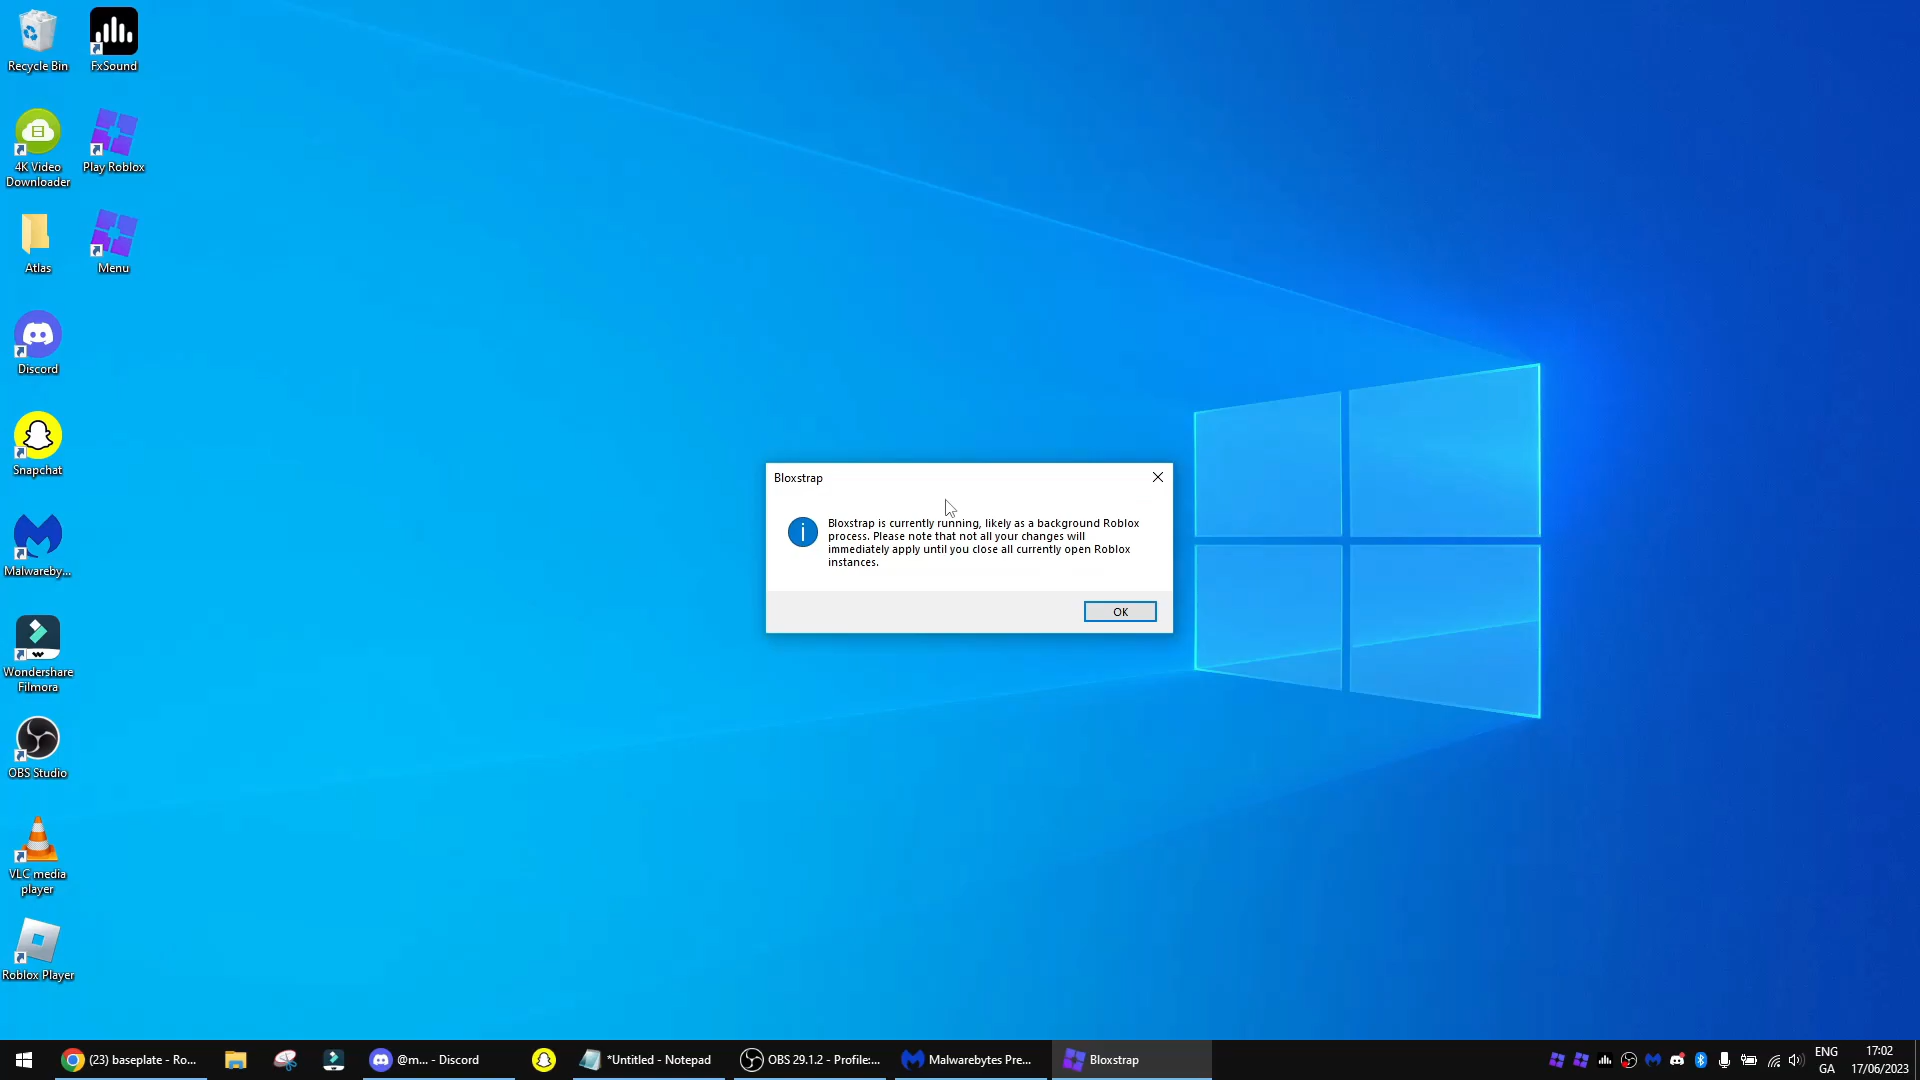 Recycle Bin
FxSound
4K Video
Downloader
Play Roblox
Atlas
Menu
Discord
Snapchat
Malwareby...
Wondershare
Filmora
OBS Studio
VLC media
player
Roblox Player
Bloxstrap
Bloxstrap is currently running, likely as a background Roblox
process. Please note that not all your changes will
immediately apply until you close all currently open Roblox
instances.
OK
(23) baseplate - Ro...
@m... - Discord
*Untitled - Notepad
OBS 29.1.2 - Profile:...
Malwarebytes Pre...
Bloxstrap
ENG
GA
17:02
17/06/2023